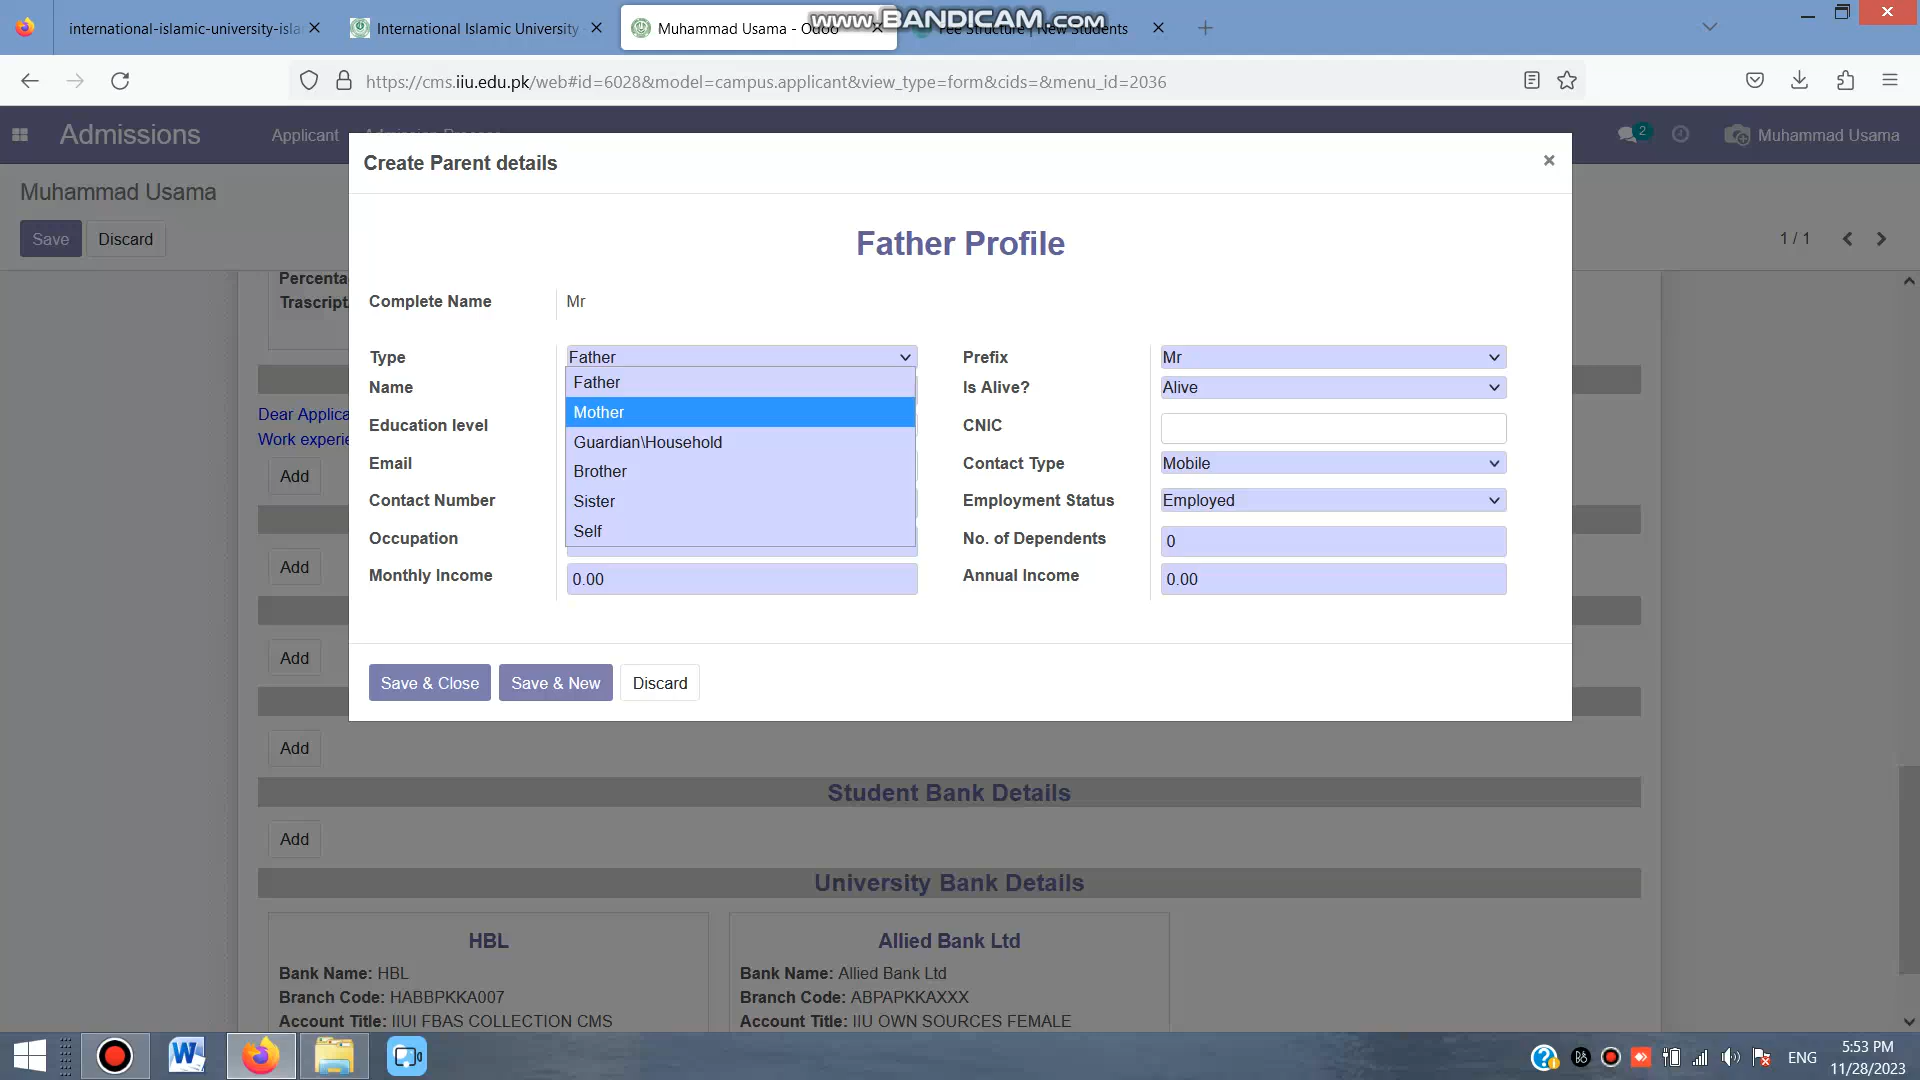 international-islamic-university-isla
International Islamic University
Muhammad Usama - Odoo
Fee Structure | New Students
www.BANDICAM.com
https://cms.iiu.edu.pk/web#id=6028&model=campus.applicant&view_type=form&cids=&menu_id=2036
Admissions
Applicant
Admission Process
2
Muhammad Usama
Muhammad Usama
Save
Discard
1 / 1
Create Parent details
×
Father Profile
Complete Name
Mr
Type
Father
Prefix
Mr
Name
Is Alive?
Alive
Education level
CNIC
Email
Contact Type
Mobile
Contact Number
Employment Status
Employed
Occupation
No. of Dependents
0
Monthly Income
0.00
Annual Income
0.00
Father
Mother
Guardian\Household
Brother
Sister
Self
Save & Close
Save & New
Discard
Percenta
Trascript
Dear Applica
Work experie
Add
Add
Add
Add
Student Bank Details
Add
University Bank Details
HBL
Bank Name: HBL
Branch Code: HABBPKKA007
Account Title: IIUI FBAS COLLECTION CMS
Allied Bank Ltd
Bank Name: Allied Bank Ltd
Branch Code: ABPAPKKAXXX
Account Title: IIU OWN SOURCES FEMALE
ENG
5:53 PM
11/28/2023